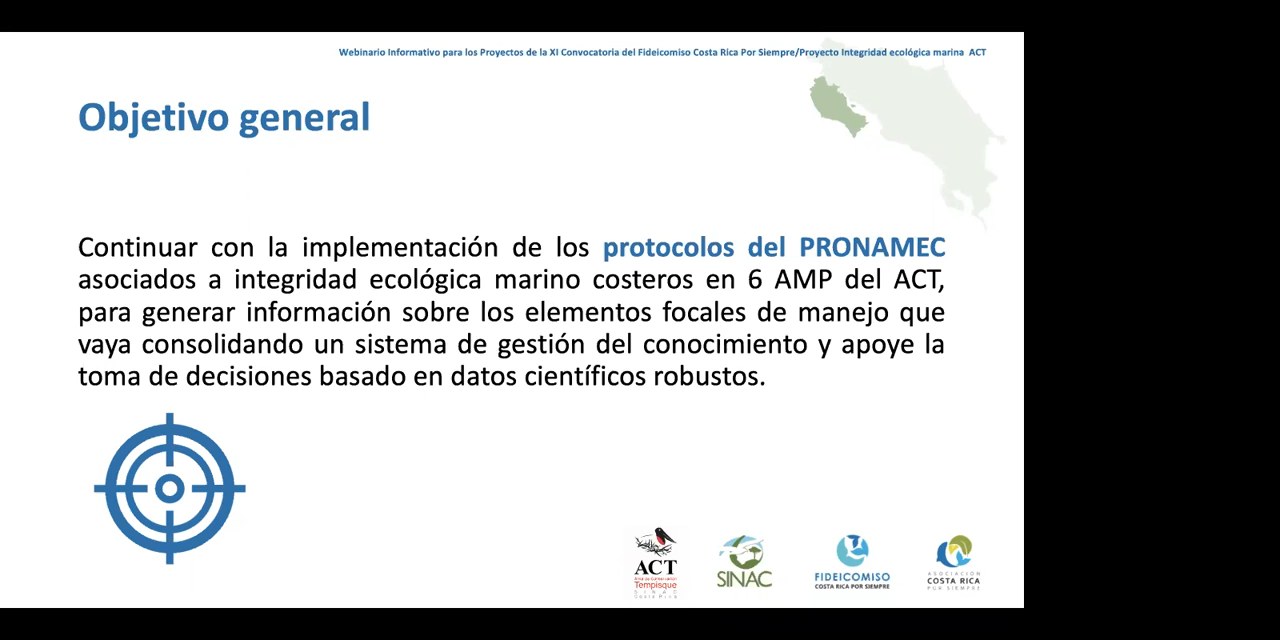 Webinario Informativo para los Proyectos de la XI Convocatoria del Fideicomiso Costa Rica Por Siempre/Proyecto Integridad ecológica marina ACT
Objetivo general
Continuar con la implementación de los protocolos del PRONAMEC
asociados a integridad ecológica marino costeros en 6 AMP del ACT,
para generar información sobre los elementos focales de manejo que
vaya consolidando un sistema de gestión del conocimiento y apoye la
toma de decisiones basado en datos científicos robustos.
ACT
Área de Conservación
Tempisque
SINAC
Costa Rica
SINAC
FIDEICOMISO
COSTA RICA POR SIEMPRE
ASOCIACIÓN
COSTA RICA
POR SIEMPRE